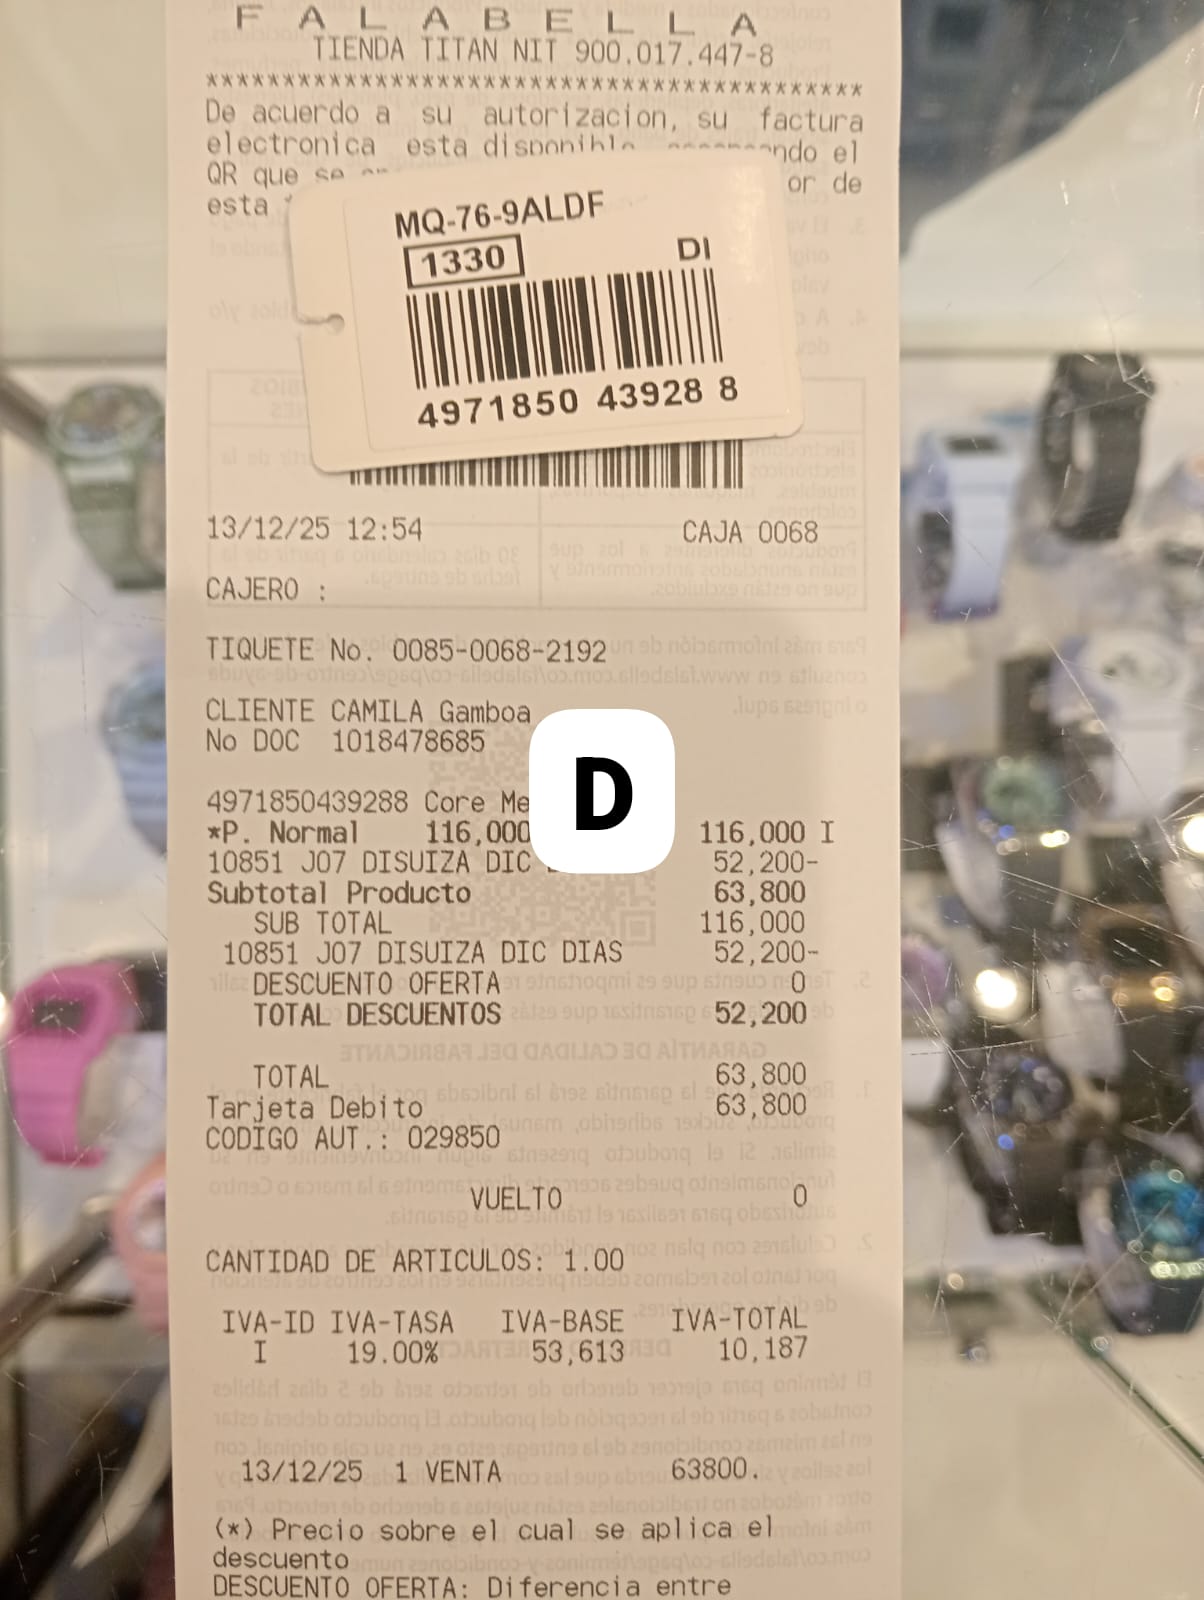 FALABELLA
TIENDA TITAN NIT 900.017.447-8
******************************************
De acuerdo a su autorizacion, su factura
electronica esta disponible ndo el
QR que se or de
esta
MQ-76-9ALDF
1330 DI
4971850 43928 8
13/12/25 12:54 CAJA 0068
CAJERO :
TIQUETE No. 0085-0068-2192
CLIENTE CAMILA Gamboa
No DOC 1018478685
D
4971850439288 Core Me
*P. Normal 116,000 116,000 I
10851 J07 DISUIZA DIC 52,200-
Subtotal Producto 63,800
SUB TOTAL 116,000
10851 J07 DISUIZA DIC DIAS 52,200-
DESCUENTO OFERTA 0
TOTAL DESCUENTOS 52,200
TOTAL 63,800
Tarjeta Debito 63,800
CODIGO AUT.: 029850
VUELTO 0
CANTIDAD DE ARTICULOS: 1.00
IVA-ID IVA-TASA IVA-BASE IVA-TOTAL
I 19.00% 53,613 10,187
13/12/25 1 VENTA 63800.
(*) Precio sobre el cual se aplica el
descuento
DESCUENTO OFERTA: Diferencia entre